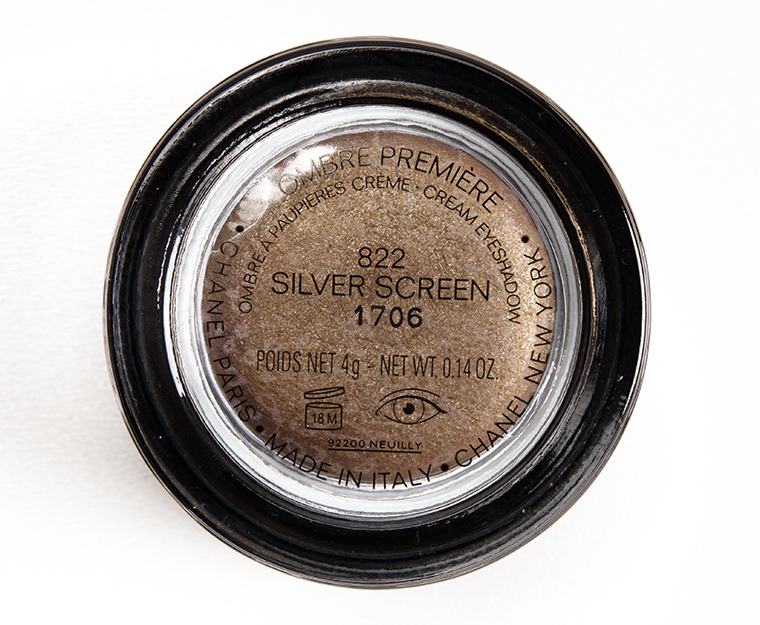 OMBRE PREMIÈRE
OMBRE À PAUPIÈRES CRÈME • CREAM EYESHADOW
822
SILVER SCREEN
1706
POIDS NET 4g - NET WT. 0.14 OZ.
18 M
92200 NEUILLY
• CHANEL PARIS • MADE IN ITALY • CHANEL NEW YORK •